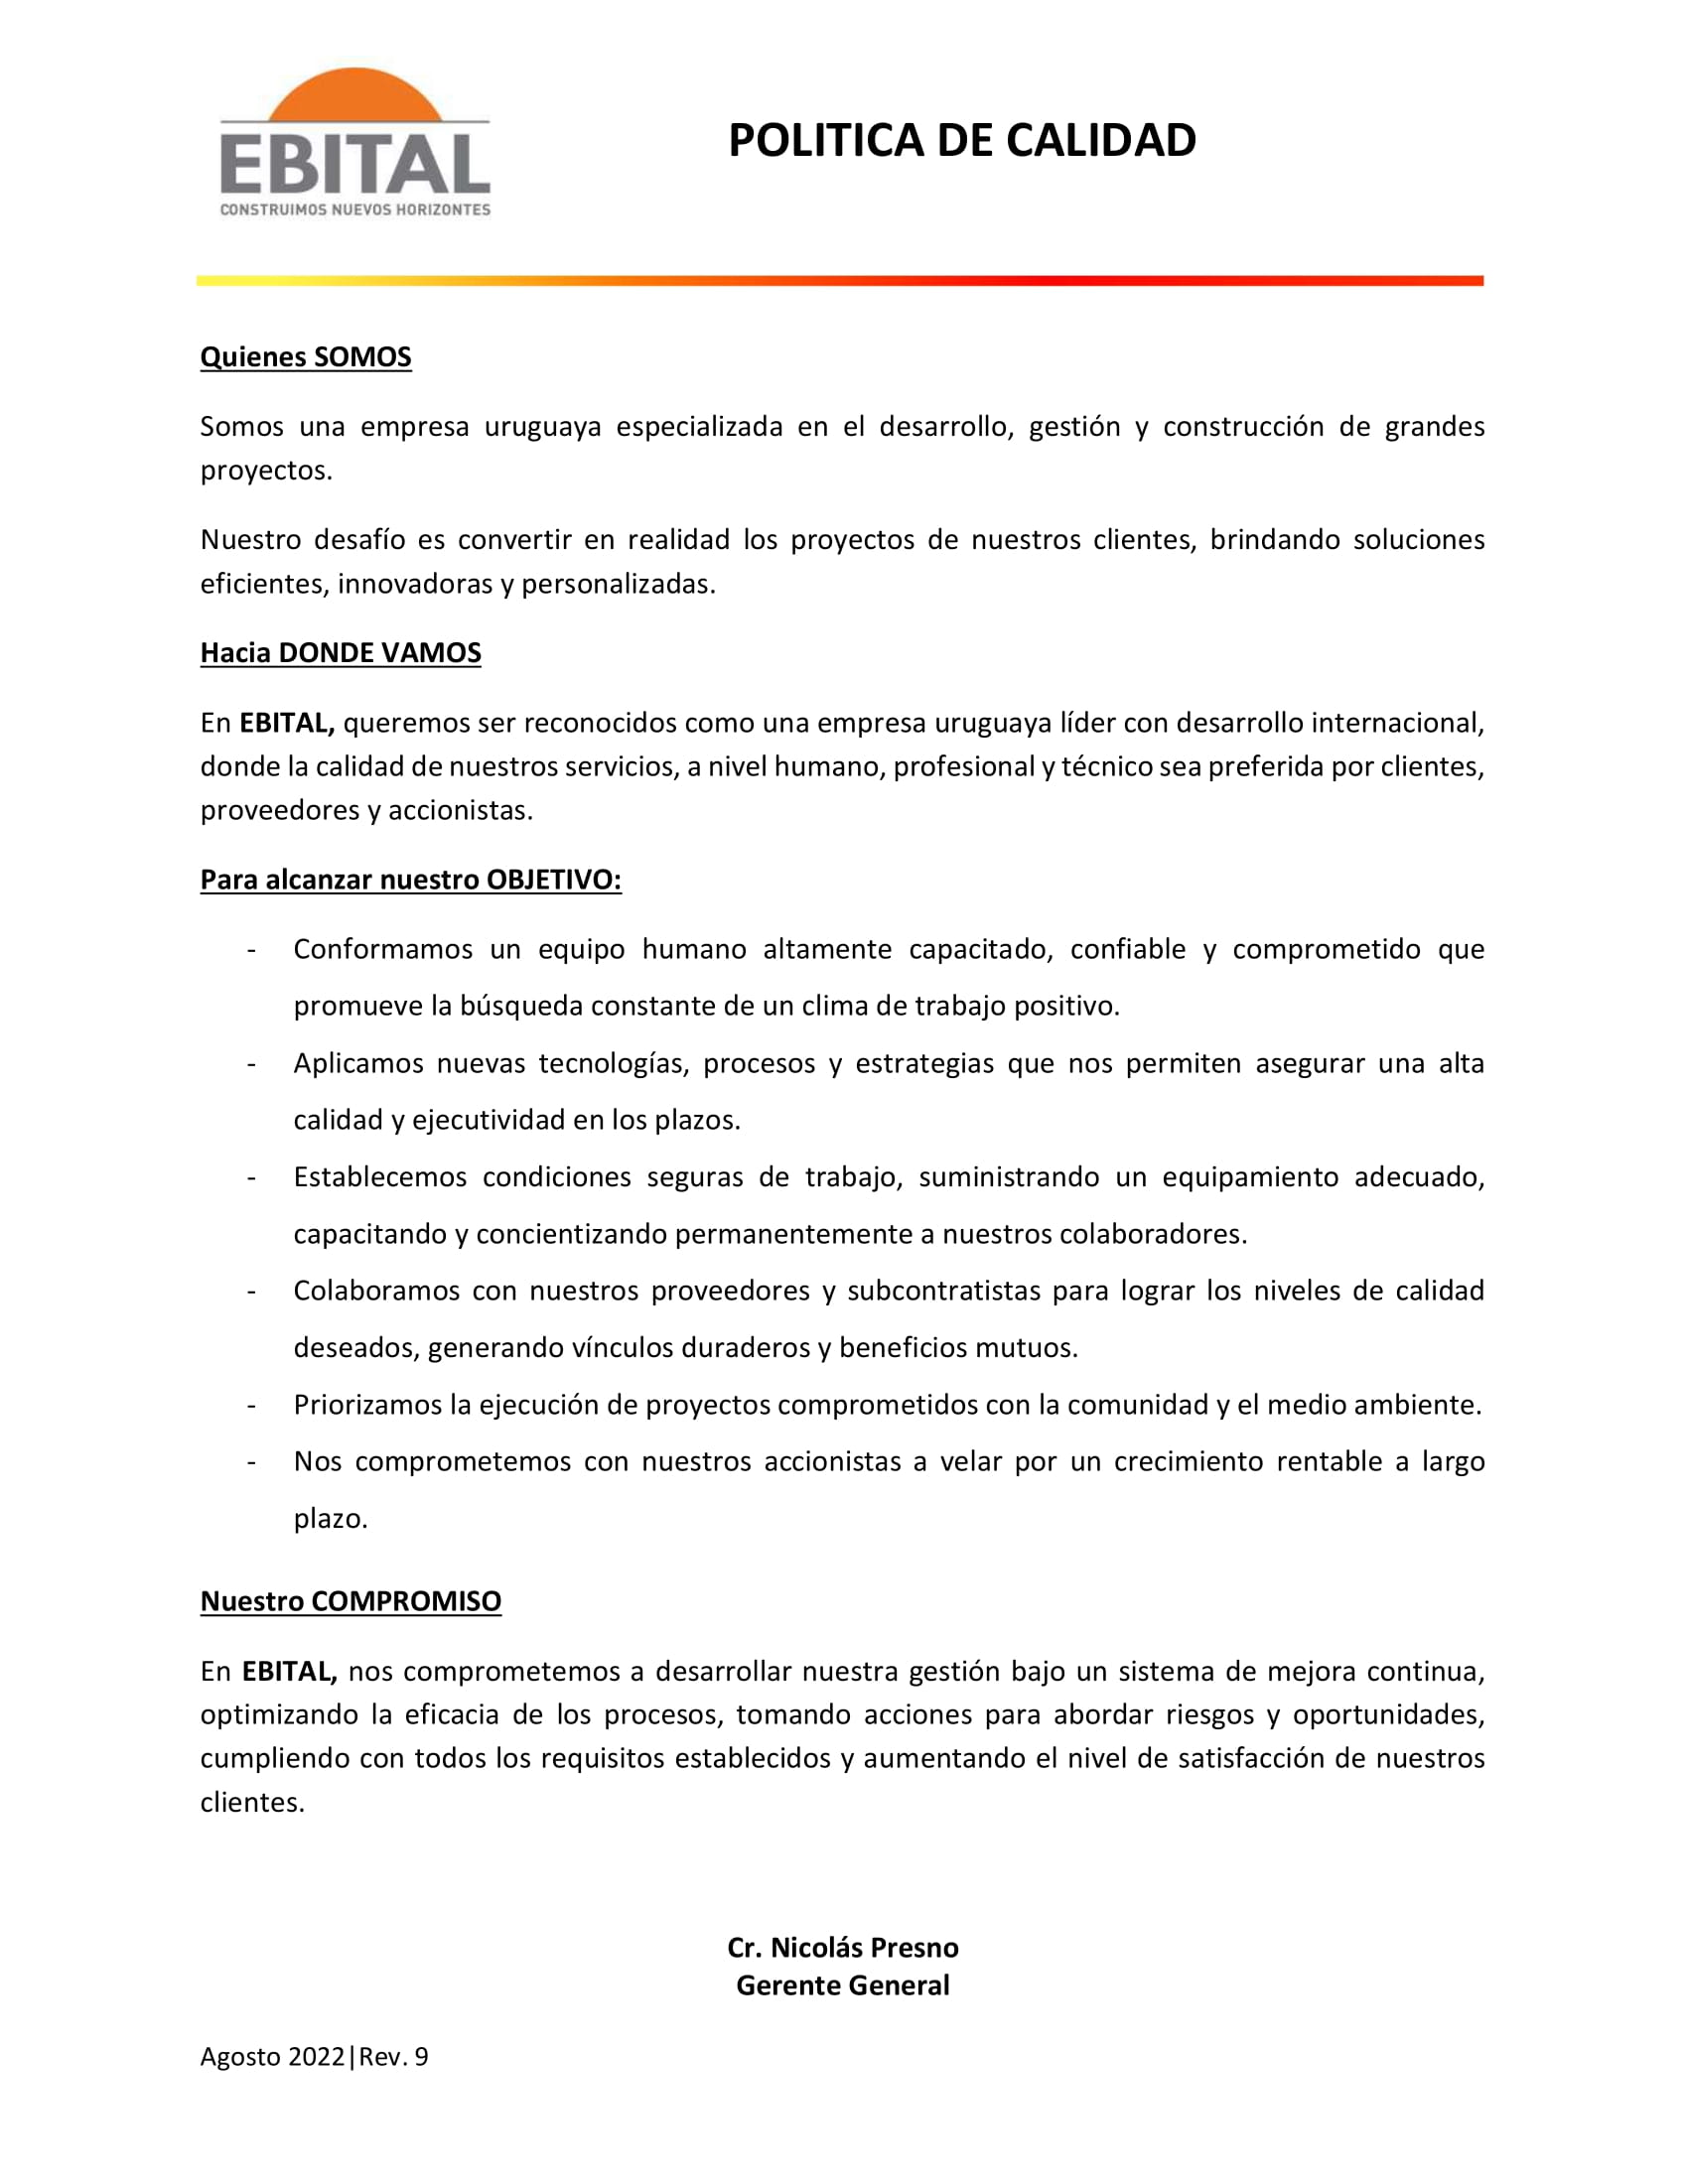 EBITAL
CONSTRUIMOS NUEVOS HORIZONTES
POLITICA DE CALIDAD
Quienes SOMOS
Somos una empresa uruguaya especializada en el desarrollo, gestión y construcción de grandes
proyectos.
Nuestro desafío es convertir en realidad los proyectos de nuestros clientes, brindando soluciones
eficientes, innovadoras y personalizadas.
Hacia DONDE VAMOS
En EBITAL, queremos ser reconocidos como una empresa uruguaya líder con desarrollo internacional,
donde la calidad de nuestros servicios, a nivel humano, profesional y técnico sea preferida por clientes,
proveedores y accionistas.
Para alcanzar nuestro OBJETIVO:
- Conformamos un equipo humano altamente capacitado, confiable y comprometido que
promueve la búsqueda constante de un clima de trabajo positivo.
- Aplicamos nuevas tecnologías, procesos y estrategias que nos permiten asegurar una alta
calidad y ejecutividad en los plazos.
- Establecemos condiciones seguras de trabajo, suministrando un equipamiento adecuado,
capacitando y concientizando permanentemente a nuestros colaboradores.
- Colaboramos con nuestros proveedores y subcontratistas para lograr los niveles de calidad
deseados, generando vínculos duraderos y beneficios mutuos.
- Priorizamos la ejecución de proyectos comprometidos con la comunidad y el medio ambiente.
- Nos comprometemos con nuestros accionistas a velar por un crecimiento rentable a largo
plazo.
Nuestro COMPROMISO
En EBITAL, nos comprometemos a desarrollar nuestra gestión bajo un sistema de mejora continua,
optimizando la eficacia de los procesos, tomando acciones para abordar riesgos y oportunidades,
cumpliendo con todos los requisitos establecidos y aumentando el nivel de satisfacción de nuestros
clientes.
Cr. Nicolás Presno
Gerente General
Agosto 2022|Rev. 9